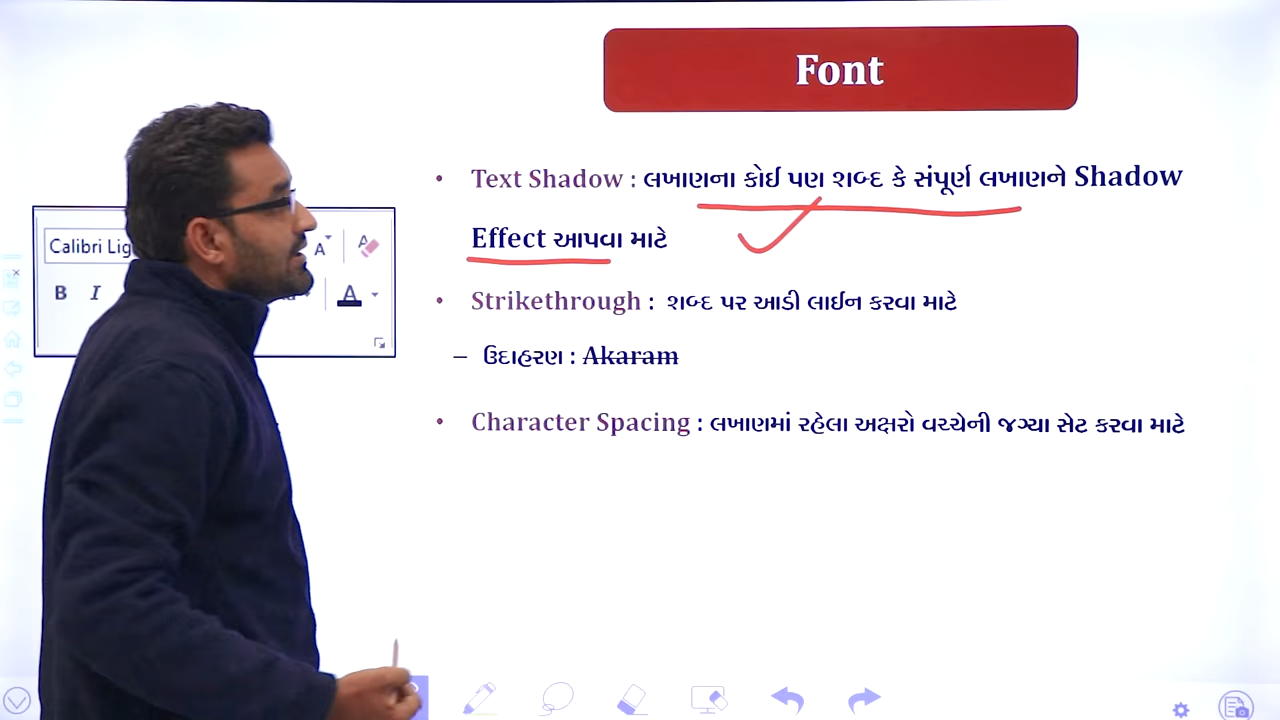 Font
• Text Shadow : લખાણના કોઈ પણ શબ્દ કે સંપૂર્ણ લખાણને Shadow
Effect આપવા માટે
• Strikethrough : શબ્દ પર આડી લાઈન કરવા માટે
– ઉદાહરણ : Akaram
• Character Spacing : લખાણમાં રહેલા અક્ષરો વચ્ચેની જગ્યા સેટ કરવા માટે
Calibri Lig
A
A
B I
A